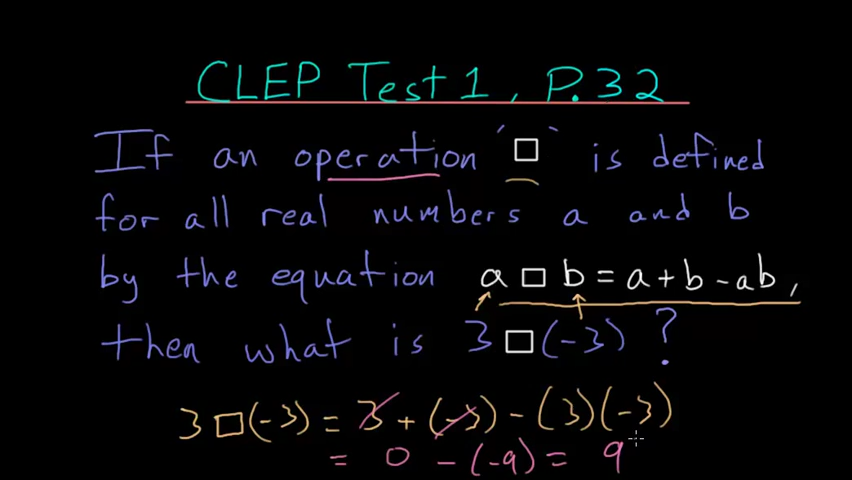 CLEP Test 1, P.32
If an operation '□' is defined
for all real numbers a and b
by the equation a □ b = a + b - ab,
then what is 3 □ (-3) ?
3 □ (-3) = 3 + (-3) - (3)(-3)
= 0 - (-9) = 9